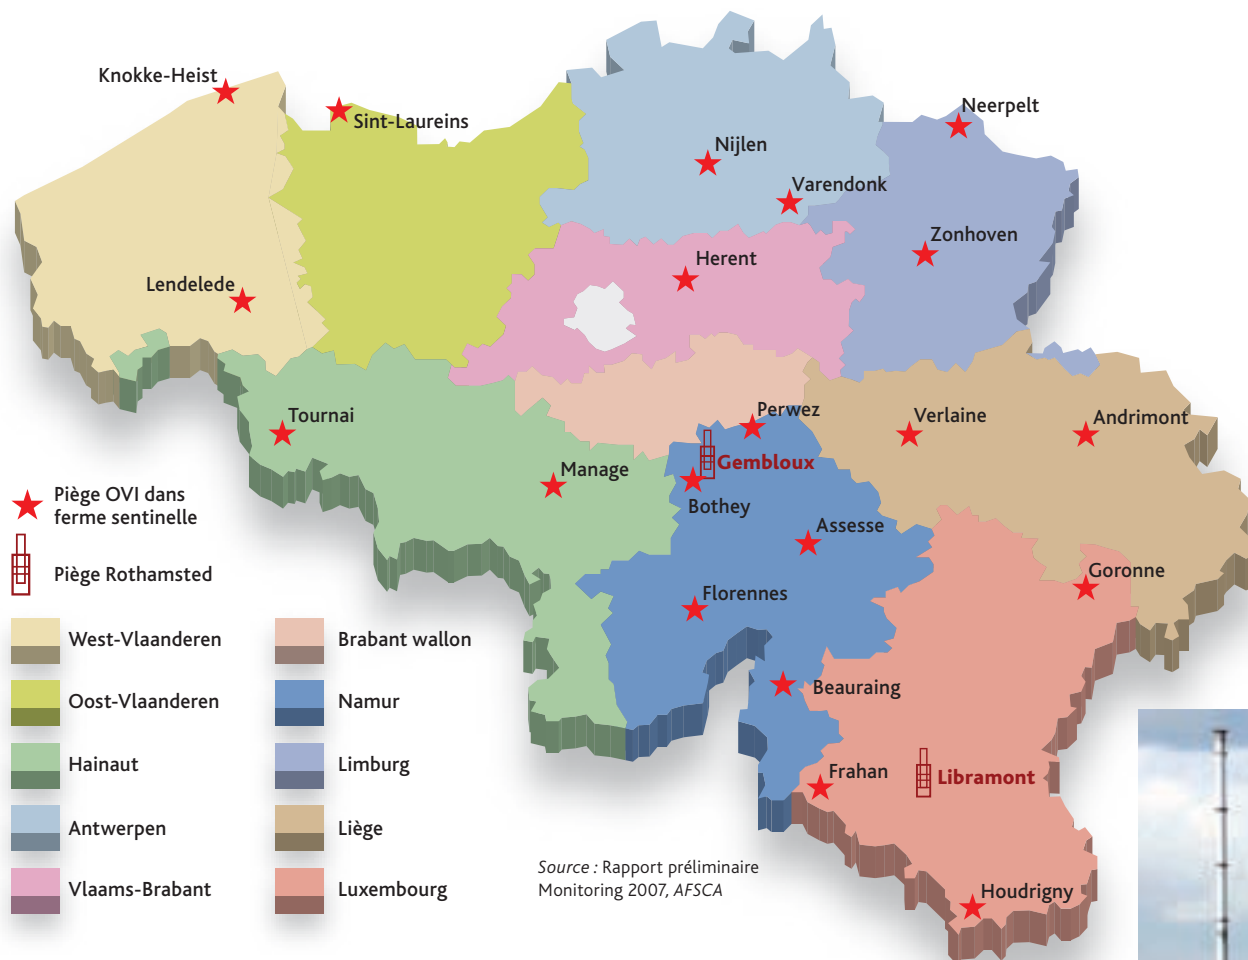 Knokke-Heist
Sint-Laureins
Neerpelt
Nijlen
Varendonk
Zonhoven
Herent
Lendelede
Tournai
Perwez
Verlaine
Andrimont
Manage
Gembloux
Bothey
Assesse
Goronne
Florennes
Beauraing
Frahan
Libramont
Houdrigny
Piège OVI dans
ferme sentinelle
Piège Rothamsted
West-Vlaanderen
Oost-Vlaanderen
Hainaut
Antwerpen
Vlaams-Brabant
Brabant wallon
Namur
Limburg
Liège
Luxembourg
Source : Rapport préliminaire
Monitoring 2007, AFSCA